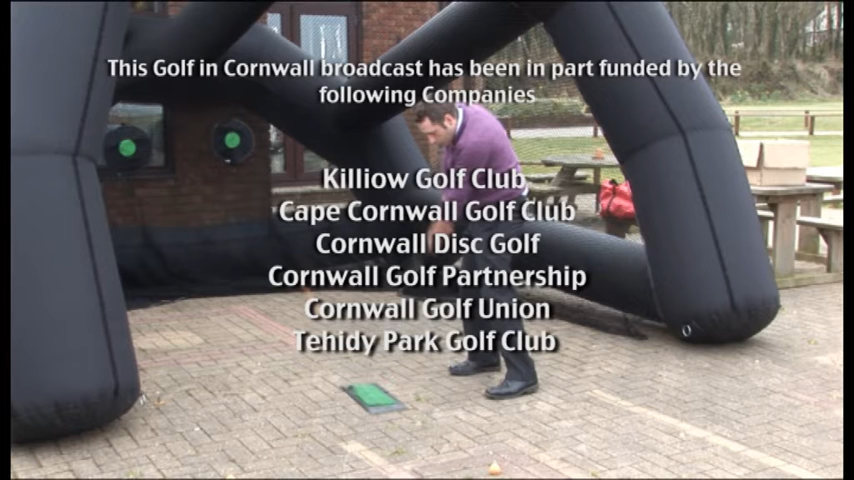 This Golf in Cornwall broadcast has been in part funded by the
following Companies
Killiow Golf Club
Cape Cornwall Golf Club
Cornwall Disc Golf
Cornwall Golf Partnership
Cornwall Golf Union
Tehidy Park Golf Club